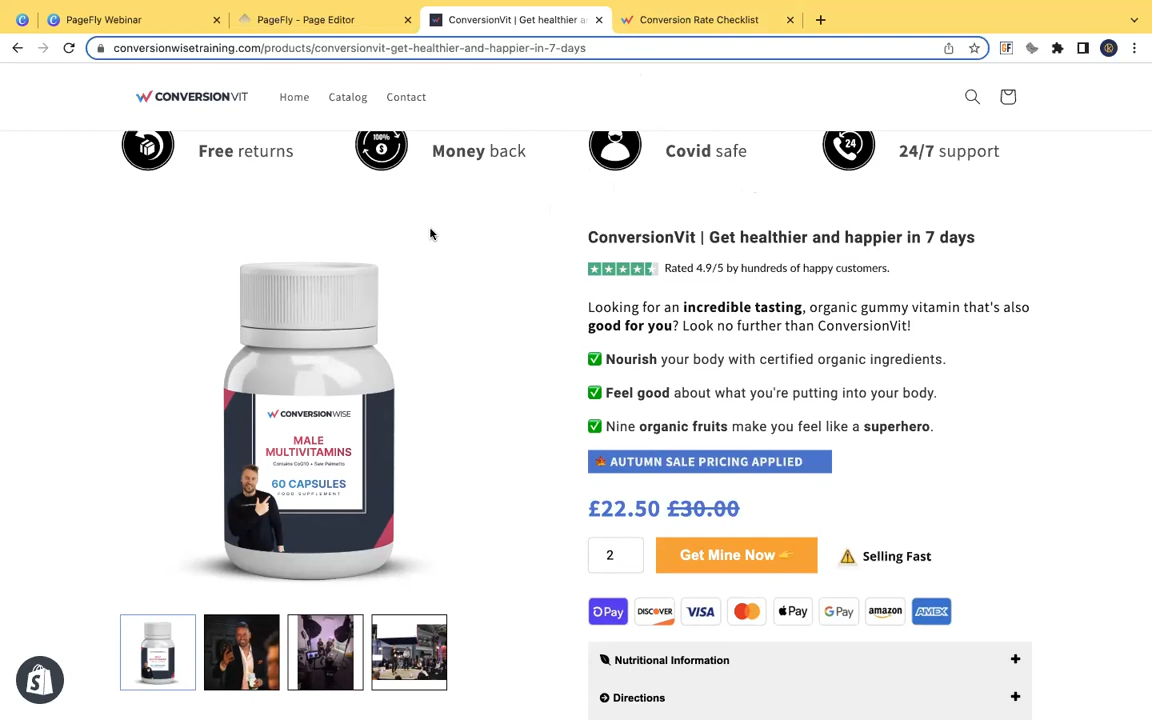 PageFly Webinar
PageFly - Page Editor
ConversionVit | Get healthier a
Conversion Rate Checklist
conversionwisetraining.com/products/conversionvit-get-healthier-and-happier-in-7-days
GF
CONVERSIONVIT
Home
Catalog
Contact
Free returns
100%
$
Money back
Covid safe
24
24/7 support
ConversionVit | Get healthier and happier in 7 days
Rated 4.9/5 by hundreds of happy customers.
Looking for an incredible tasting, organic gummy vitamin that's also
good for you? Look no further than ConversionVit!
✅ Nourish your body with certified organic ingredients.
✅ Feel good about what you're putting into your body.
✅ Nine organic fruits make you feel like a superhero.
🍁 AUTUMN SALE PRICING APPLIED
£22.50 £30.00
2
Get Mine Now 👉
⚠️ Selling Fast
Pay
DISCOVER
VISA
Pay
G Pay
amazon
AMEX
Nutritional Information +
Directions +
CONVERSIONWISE
MALE
MULTIVITAMINS
Contains CoQ10 + Saw Palmetto
60 CAPSULES
FOOD SUPPLEMENT